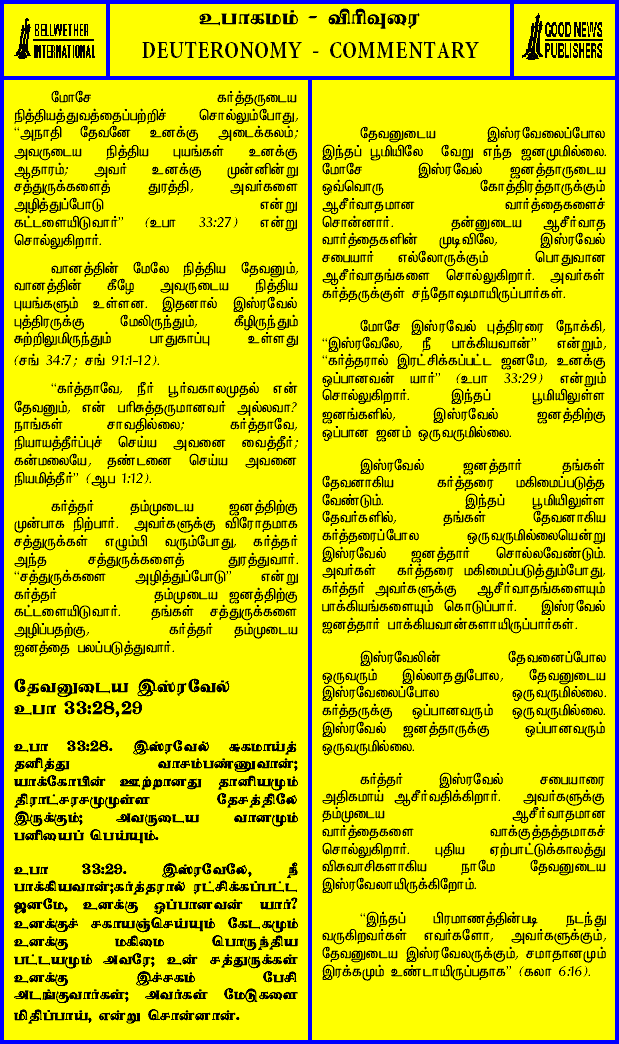 உபாகமம் - விரிவுரை
BELLWETHER
INTERNATIONAL
DEUTERONOMY - COMMENTARY
GOOD NEWS
PUBLISHERS
மோசே கர்த்தருடைய
நித்தியத்துவத்தைப்பற்றிச் சொல்லும்போது,
“அநாதி தேவனே உனக்கு அடைக்கலம்;
அவருடைய நித்திய புயங்கள் உனக்கு
ஆதாரம்; அவர் உனக்கு முன்னின்று
சத்துருக்களைத் துரத்தி, அவர்களை
அழித்துப்போடு என்று
கட்டளையிடுவார்” (உபா 33:27) என்று
சொல்லுகிறார்.
வானத்தின் மேலே நித்திய தேவனும்,
வானத்தின் கீழே அவருடைய நித்திய
புயங்களும் உள்ளன. இதனால் இஸ்ரவேல்
புத்திரருக்கு மேலிருந்தும், கீழிருந்தும்
சுற்றிலுமிருந்தும் பாதுகாப்பு உள்ளது
(சங் 34:7; சங் 91:1-12).
“கர்த்தாவே, நீர் பூர்வகாலமுதல் என்
தேவனும், என் பரிசுத்தருமானவர் அல்லவா?
நாங்கள் சாவதில்லை; கர்த்தாவே,
நியாயத்தீர்ப்புச் செய்ய அவனை வைத்தீர்;
கன்மலையே, தண்டனை செய்ய அவனை
நியமித்தீர்” (ஆப 1:12).
கர்த்தர் தம்முடைய ஜனத்திற்கு
முன்பாக நிற்பார். அவர்களுக்கு விரோதமாக
சத்துருக்கள் எழும்பி வரும்போது, கர்த்தர்
அந்த சத்துருக்களைத் துரத்துவார்.
“சத்துருக்களை அழித்துப்போடு” என்று
கர்த்தர் தம்முடைய ஜனத்திற்கு
கட்டளையிடுவார். தங்கள் சத்துருக்களை
அழிப்பதற்கு, கர்த்தர் தம்முடைய
ஜனத்தை பலப்படுத்துவார்.
தேவனுடைய இஸ்ரவேல்
உபா 33:28,29
உபா 33:28. இஸ்ரவேல் சுகமாய்த்
தனித்து வாசம்பண்ணுவான்;
யாக்கோபின் ஊற்றானது தானியமும்
திராட்சரசமுமுள்ள தேசத்திலே
இருக்கும்; அவருடைய வானமும்
பனியைப் பெய்யும்.
உபா 33:29. இஸ்ரவேலே, நீ
பாக்கியவான்;கர்த்தரால் ரட்சிக்கப்பட்ட
ஜனமே, உனக்கு ஒப்பானவன் யார்?
உனக்குச் சகாயஞ்செய்யும் கேடகமும்
உனக்கு மகிமை பொருந்திய
பட்டயமும் அவரே; உன் சத்துருக்கள்
உனக்கு இச்சகம் பேசி
அடங்குவார்கள்; அவர்கள் மேடுகளை
மிதிப்பாய், என்று சொன்னான்.
தேவனுடைய இஸ்ரவேலைப்போல
இந்தப் பூமியிலே வேறு எந்த ஜனமுமில்லை.
மோசே இஸ்ரவேல் ஜனத்தாருடைய
ஒவ்வொரு கோத்திரத்தாருக்கும்
ஆசீர்வாதமான வார்த்தைகளைச்
சொன்னார். தன்னுடைய ஆசீர்வாத
வார்த்தைகளின் முடிவிலே, இஸ்ரவேல்
சபையார் எல்லோருக்கும் பொதுவான
ஆசீர்வாதங்களை சொல்லுகிறார். அவர்கள்
கர்த்தருக்குள் சந்தோஷமாயிருப்பார்கள்.
மோசே இஸ்ரவேல் புத்திரரை நோக்கி,
“இஸ்ரவேலே, நீ பாக்கியவான்” என்றும்,
“கர்த்தரால் இரட்சிக்கப்பட்ட ஜனமே, உனக்கு
ஒப்பானவன் யார்” (உபா 33:29) என்றும்
சொல்லுகிறார். இந்தப் பூமியிலுள்ள
ஜனங்களில், இஸ்ரவேல் ஜனத்திற்கு
ஒப்பான ஜனம் ஒருவருமில்லை.
இஸ்ரவேல் ஜனத்தார் தங்கள்
தேவனாகிய கர்த்தரை மகிமைப்படுத்த
வேண்டும். இந்தப் பூமியிலுள்ள
தேவர்களில், தங்கள் தேவனாகிய
கர்த்தரைப்போல ஒருவருமில்லையென்று
இஸ்ரவேல் ஜனத்தார் சொல்லவேண்டும்.
அவர்கள் கர்த்தரை மகிமைப்படுத்தும்போது,
கர்த்தர் அவர்களுக்கு ஆசீர்வாதங்களையும்
பாக்கியங்களையும் கொடுப்பார். இஸ்ரவேல்
ஜனத்தார் பாக்கியவான்களாயிருப்பார்கள்.
இஸ்ரவேலின் தேவனைப்போல
ஒருவரும் இல்லாததுபோல, தேவனுடைய
இஸ்ரவேலைப்போல ஒருவருமில்லை.
கர்த்தருக்கு ஒப்பானவரும் ஒருவருமில்லை.
இஸ்ரவேல் ஜனத்தாருக்கு ஒப்பானவரும்
ஒருவருமில்லை.
கர்த்தர் இஸ்ரவேல் சபையாரை
அதிகமாய் ஆசீர்வதிக்கிறார். அவர்களுக்கு
தம்முடைய ஆசீர்வாதமான
வார்த்தைகளை வாக்குத்தத்தமாகச்
சொல்லுகிறார். புதிய ஏற்பாட்டுக்காலத்து
விசுவாசிகளாகிய நாமே தேவனுடைய
இஸ்ரவேலாயிருக்கிறோம்.
“இந்தப் பிரமாணத்தின்படி நடந்து
வருகிறவர்கள் எவர்களோ, அவர்களுக்கும்,
தேவனுடைய இஸ்ரவேலருக்கும், சமாதானமும்
இரக்கமும் உண்டாயிருப்பதாக” (கலா 6:16).